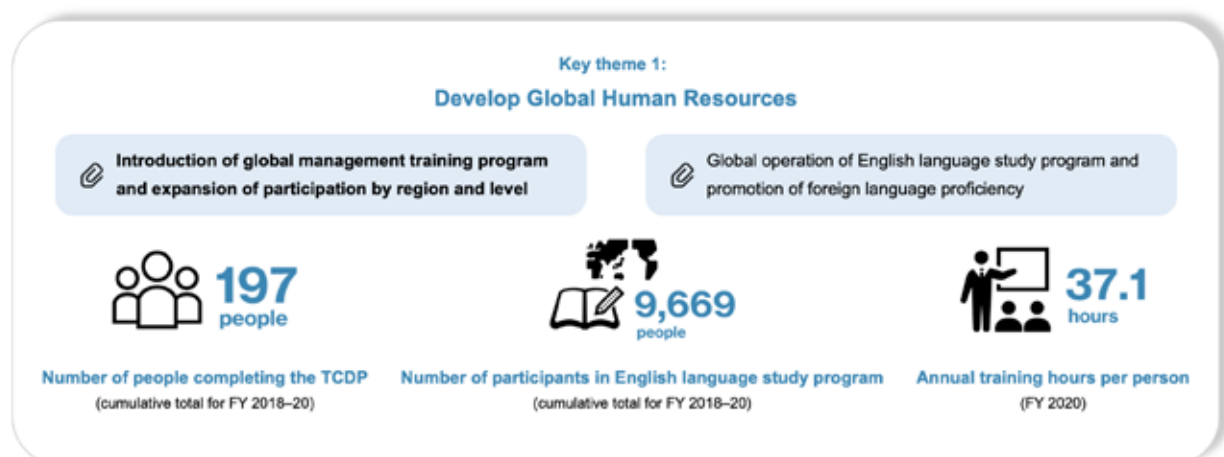 Key theme 1:
Develop Global Human Resources
Introduction of global management training program
and expansion of participation by region and level
Global operation of English language study program and
promotion of foreign language proficiency
197
people
Number of people completing the TCDP
(cumulative total for FY 2018–20)
9,669
people
Number of participants in English language study program
(cumulative total for FY 2018–20)
37.1
hours
Annual training hours per person
(FY 2020)